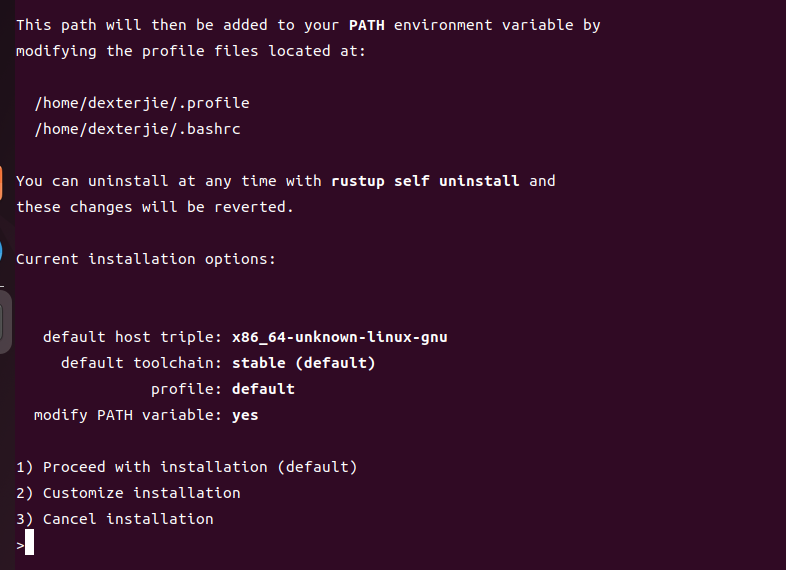 This path will then be added to your PATH environment variable by
modifying the profile files located at:
/home/dexterjie/.profile
/home/dexterjie/.bashrc
You can uninstall at any time with rustup self uninstall and
these changes will be reverted.
Current installation options:
default host triple: x86_64-unknown-linux-gnu
default toolchain: stable (default)
profile: default
modify PATH variable: yes
1) Proceed with installation (default)
2) Customize installation
3) Cancel installation
>